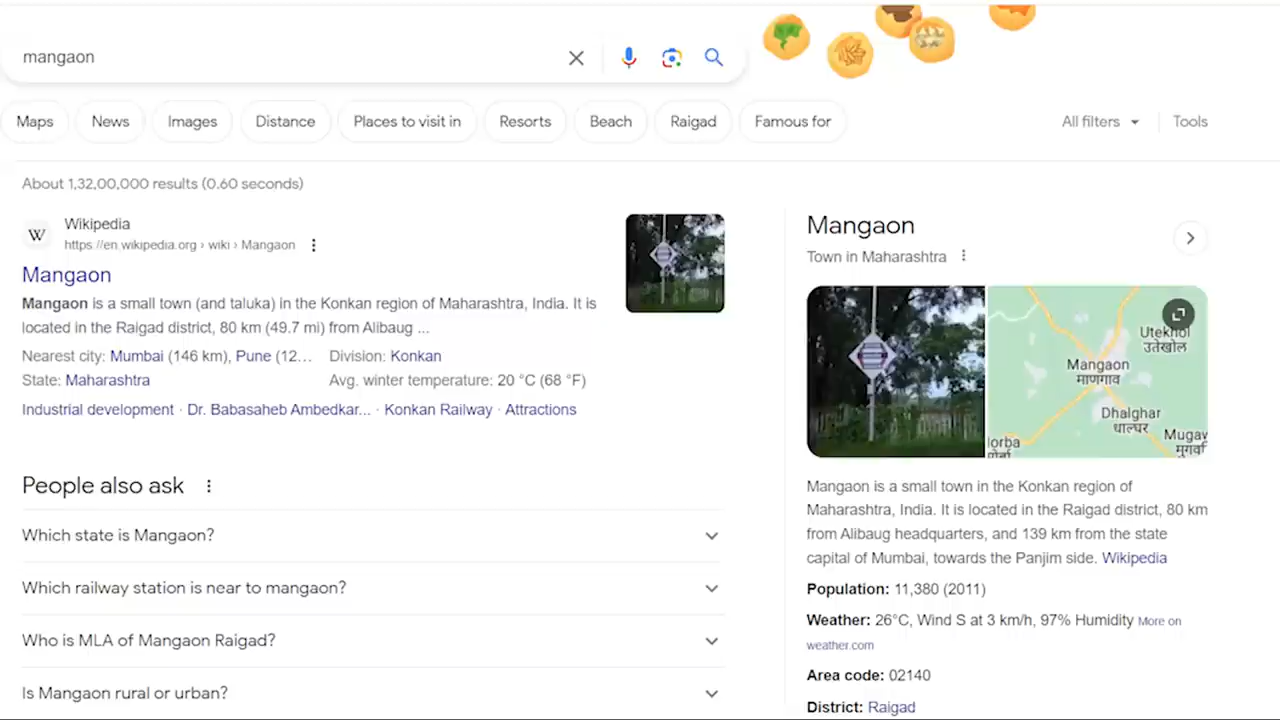 mangaon
Maps
News
Images
Distance
Places to visit in
Resorts
Beach
Raigad
Famous for
All filters
Tools
About 1,32,00,000 results (0.60 seconds)
W
Wikipedia
https://en.wikipedia.org › wiki › Mangaon
Mangaon
Mangaon is a small town (and taluka) in the Konkan region of Maharashtra, India. It is
located in the Raigad district, 80 km (49.7 mi) from Alibaug ...
Nearest city: Mumbai (146 km), Pune (12... Division: Konkan
State: Maharashtra Avg. winter temperature: 20 °C (68 °F)
Industrial development · Dr. Babasaheb Ambedkar... · Konkan Railway · Attractions
People also ask
Which state is Mangaon?
Which railway station is near to mangaon?
Who is MLA of Mangaon Raigad?
Is Mangaon rural or urban?
Mangaon
Town in Maharashtra
Utekhol
उतेखोल
Mangaon
माणगाव
Dhalghar
धाल्घर
Mugav
मुगवां
lorba
Mangaon is a small town in the Konkan region of
Maharashtra, India. It is located in the Raigad district, 80 km
from Alibaug headquarters, and 139 km from the state
capital of Mumbai, towards the Panjim side. Wikipedia
Population: 11,380 (2011)
Weather: 26°C, Wind S at 3 km/h, 97% Humidity More on
weather.com
Area code: 02140
District: Raigad